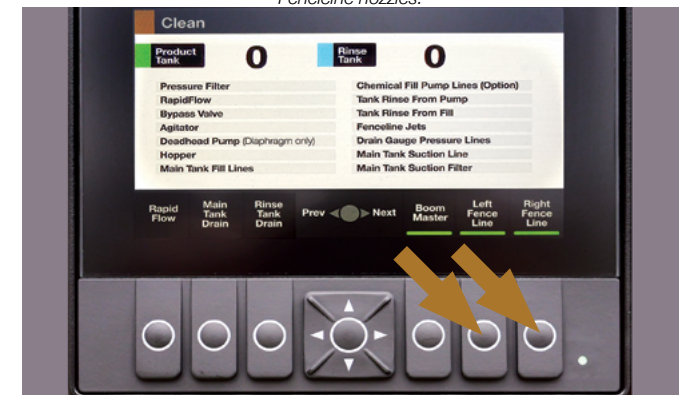 Fenceline nozzles.
Clean
Product
Tank
0
Rinse
Tank
0
Pressure Filter
RapidFlow
Bypass Valve
Agitator
Deadhead Pump (Diaphragm only)
Hopper
Main Tank Fill Lines
Chemical Fill Pump Lines (Option)
Tank Rinse From Pump
Tank Rinse From Fill
Fenceline Jets
Drain Gauge Pressure Lines
Main Tank Suction Line
Main Tank Suction Filter
Rapid
Flow
Main
Tank
Drain
Rinse
Tank
Drain
Prev
Next
Boom
Master
Left
Fence
Line
Right
Fence
Line